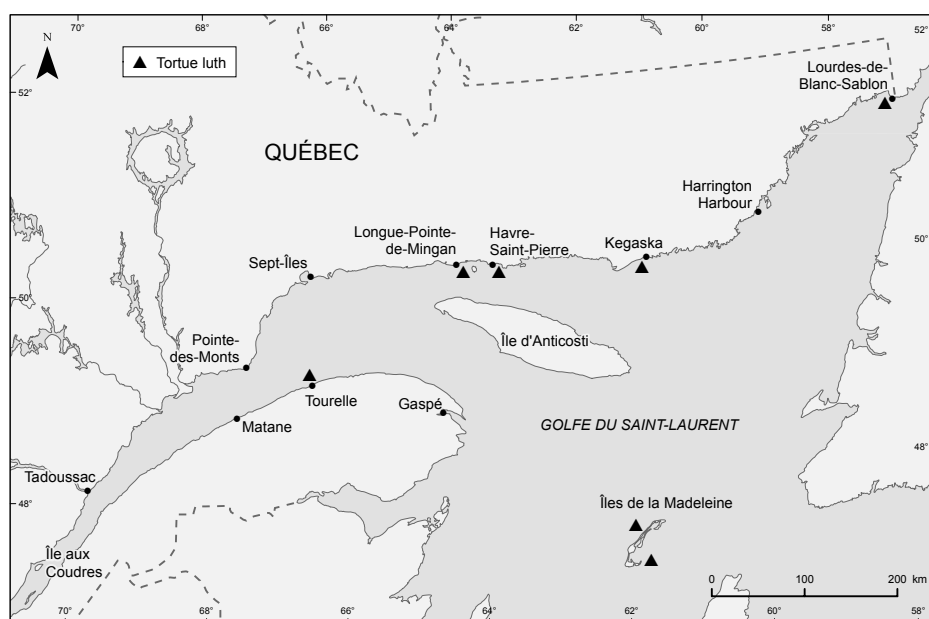 70°
68°
66°
64°
62°
60°
58°
52°
N
Tortue luth
52°
Lourdes-de-
Blanc-Sablon
QUÉBEC
Harrington
Harbour
Longue-Pointe-
de-Mingan
Havre-
Saint-Pierre
Kegaska
50°
Sept-Îles
50°
Pointe-
des-Monts
Île d'Anticosti
Tourelle
Gaspé
Matane
GOLFE DU SAINT-LAURENT
48°
Tadoussac
48°
Îles de la Madeleine
Île aux
Coudres
0 100 200 km
70°
68°
66°
64°
62°
60°
58°